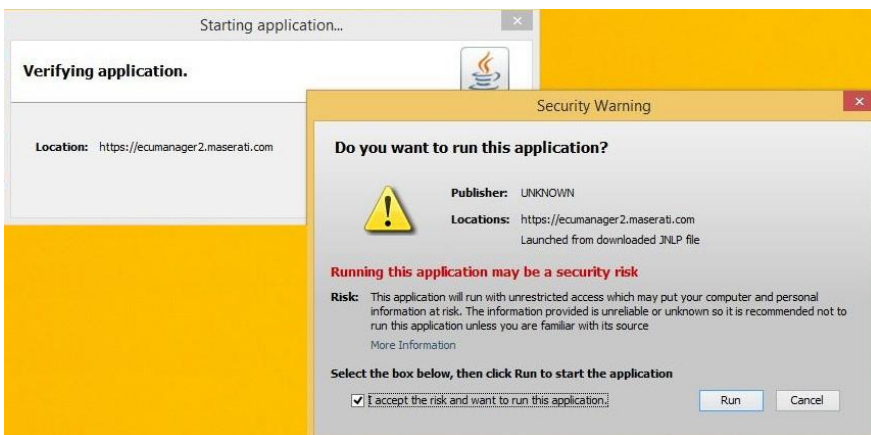 Starting application...
Verifying application.
Location: https://ecumanager2.maserati.com
Security Warning
Do you want to run this application?
Publisher: UNKNOWN
Locations: https://ecumanager2.maserati.com
Launched from downloaded JNLP file
Running this application may be a security risk
Risk: This application will run with unrestricted access which may put your computer and personal
information at risk. The information provided is unreliable or unknown so it is recommended not to
run this application unless you are familiar with its source
More Information
Select the box below, then click Run to start the application
I accept the risk and want to run this application.
Run Cancel